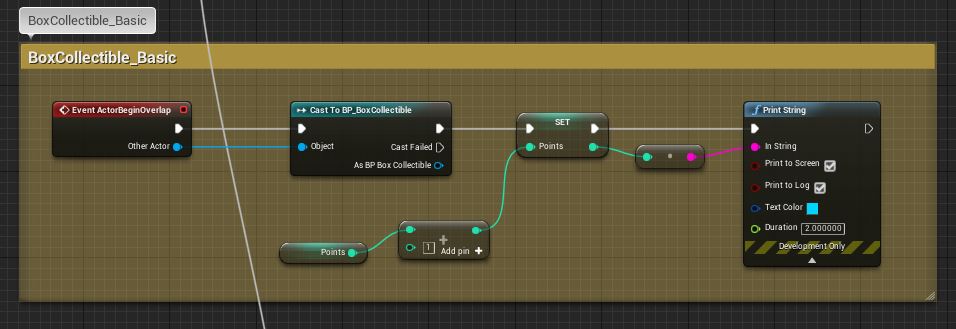 BoxCollectible_Basic
BoxCollectible_Basic
Event ActorBeginOverlap
Other Actor
Cast To BP_BoxCollectible
Object
Cast Failed
As BP Box Collectible
SET
Points
Points
1
Add pin +
Print String
In String
Print to Screen
Print to Log
Text Color
Duration 2.000000
Development Only